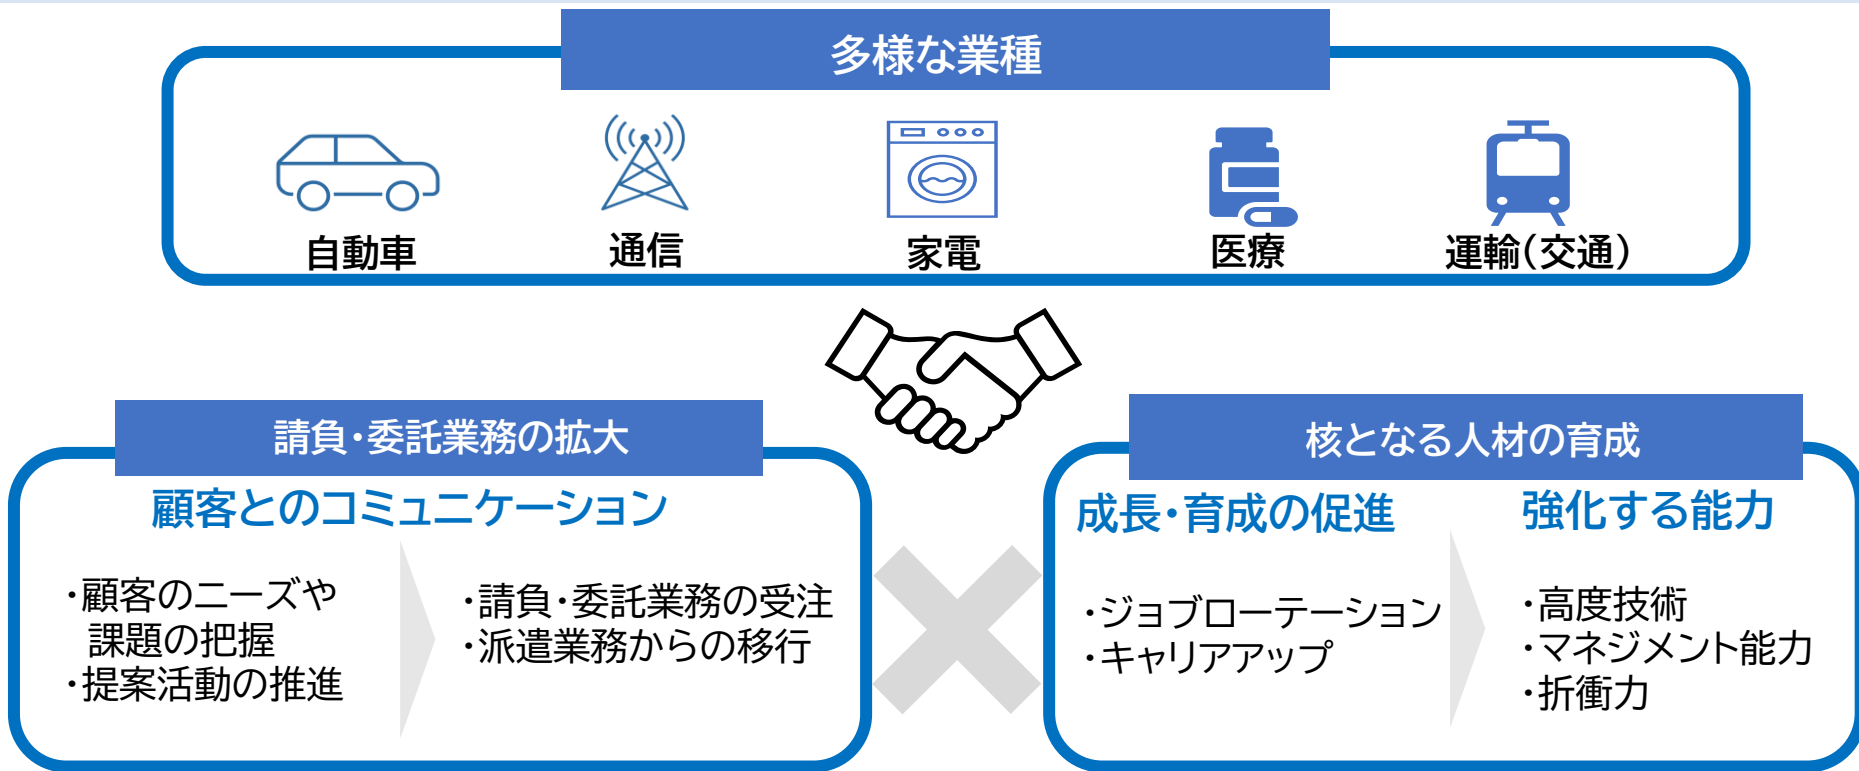 多様な業種
自動車
通信
家電
医療
運輸(交通)
請負・委託業務の拡大
顧客とのコミュニケーション
・顧客のニーズや
課題の把握
・提案活動の推進
・請負・委託業務の受注
・派遣業務からの移行
核となる人材の育成
成長・育成の促進
・ジョブローテーション
・キャリアアップ
強化する能力
・高度技術
・マネジメント能力
・折衝力